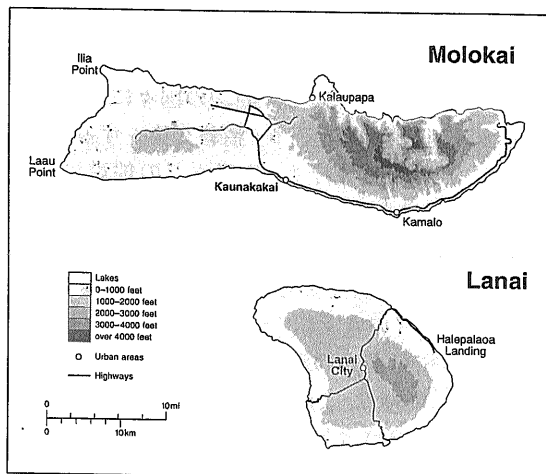 Molokai
Ilia
Point
Kalaupapa
Laau
Point
Kaunakakai
Kamalo
Lanai
Lakes
0–1000 feet
1000–2000 feet
2000–3000 feet
3000–4000 feet
over 4000 feet
Urban areas
Highways
Halepalaoa
Landing
Lanai
City
0
10mi
0
10km